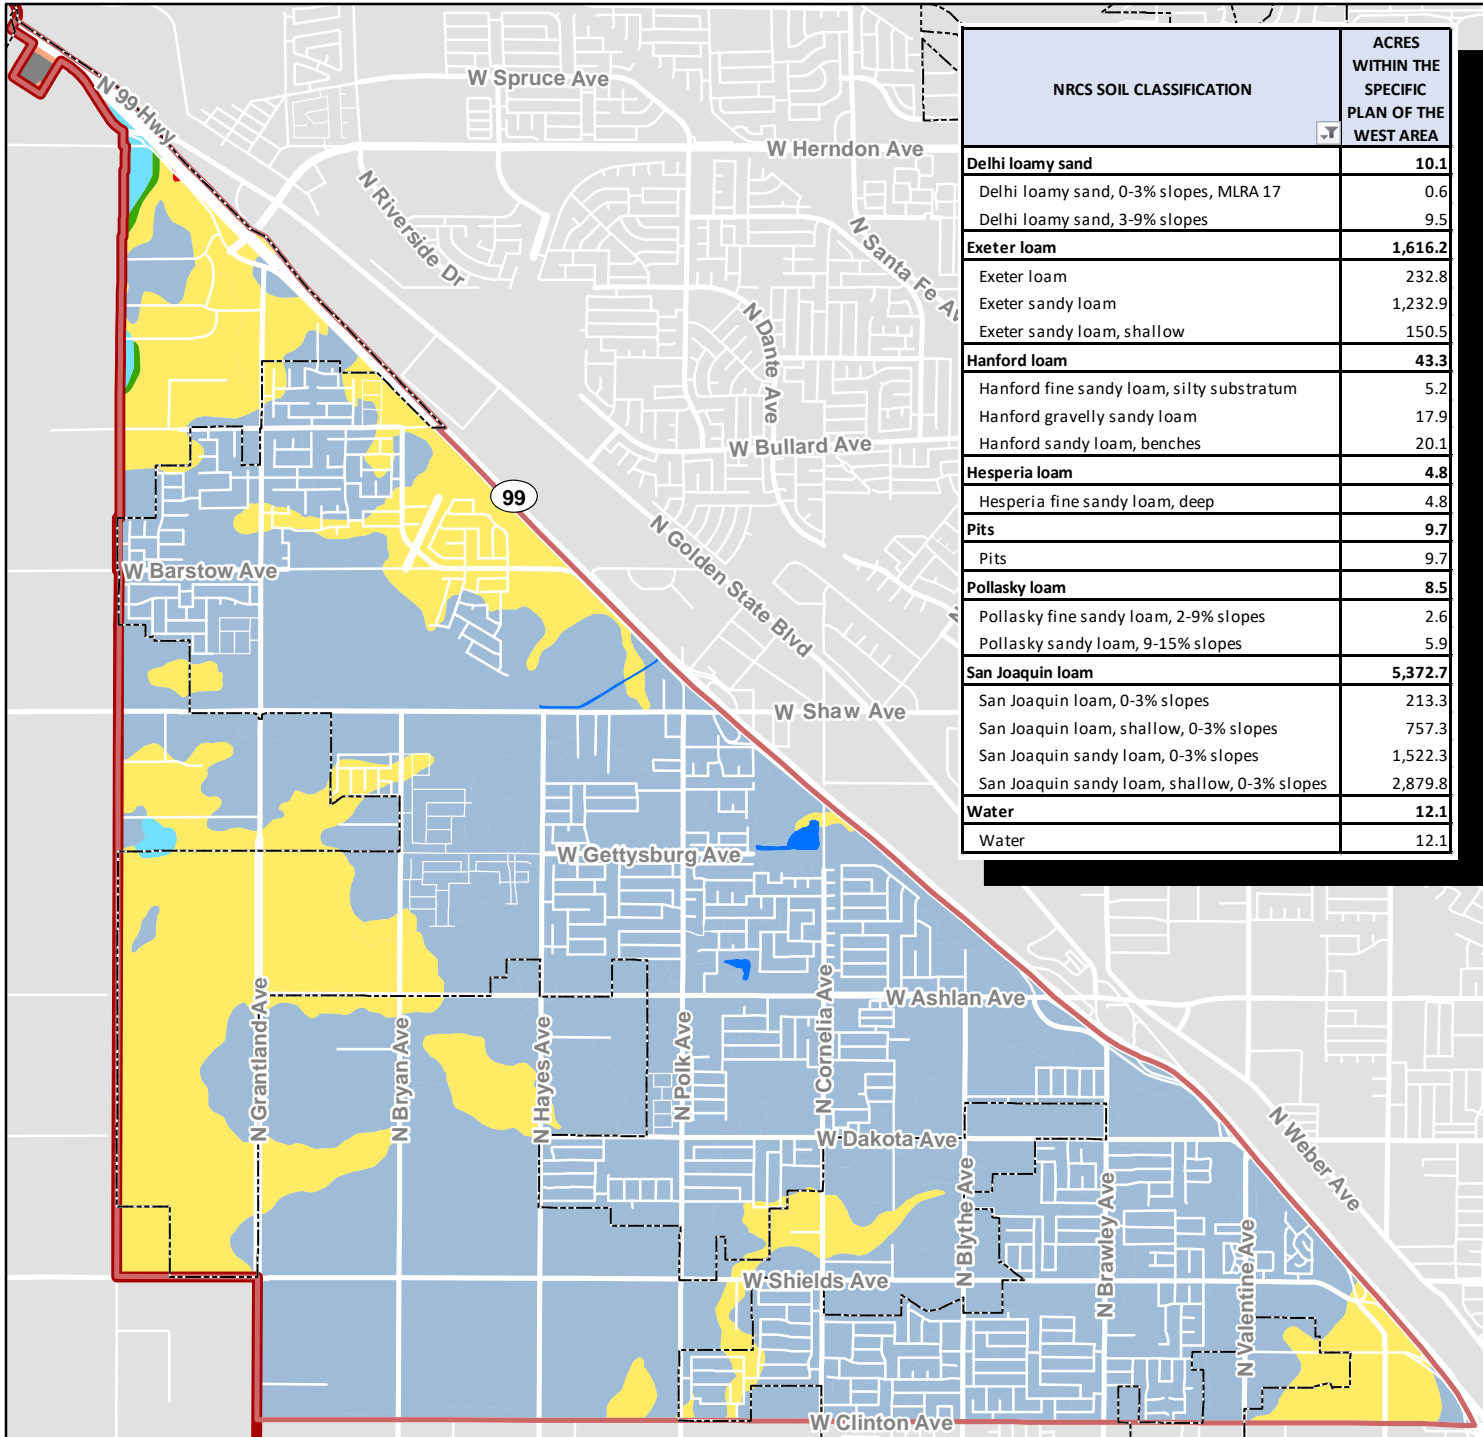 NRCS SOIL CLASSIFICATION
ACRES
WITHIN THE
SPECIFIC
PLAN OF THE
WEST AREA
Delhi loamy sand 10.1
Delhi loamy sand, 0-3% slopes, MLRA 17 0.6
Delhi loamy sand, 3-9% slopes 9.5
Exeter loam 1,616.2
Exeter loam 232.8
Exeter sandy loam 1,232.9
Exeter sandy loam, shallow 150.5
Hanford loam 43.3
Hanford fine sandy loam, silty substratum 5.2
Hanford gravelly sandy loam 17.9
Hanford sandy loam, benches 20.1
Hesperia loam 4.8
Hesperia fine sandy loam, deep 4.8
Pits 9.7
Pits 9.7
Pollasky loam 8.5
Pollasky fine sandy loam, 2-9% slopes 2.6
Pollasky sandy loam, 9-15% slopes 5.9
San Joaquin loam 5,372.7
San Joaquin loam, 0-3% slopes 213.3
San Joaquin loam, shallow, 0-3% slopes 757.3
San Joaquin sandy loam, 0-3% slopes 1,522.3
San Joaquin sandy loam, shallow, 0-3% slopes 2,879.8
Water 12.1
Water 12.1
W Spruce Ave
N 99 Hwy
W Herndon Ave
N Riverside Dr
N Santa Fe Av
N Dante Ave
W Bullard Ave
99
N Golden State Blvd
W Barstow Ave
W Shaw Ave
W Gettysburg Ave
W Ashlan Ave
N Grantland Ave
N Bryan Ave
N Hayes Ave
N Polk Ave
N Cornelia Ave
W Dakota Ave
N Weber Ave
N Blythe Ave
N Brawley Ave
N Valentine Ave
W Shields Ave
W Clinton Ave